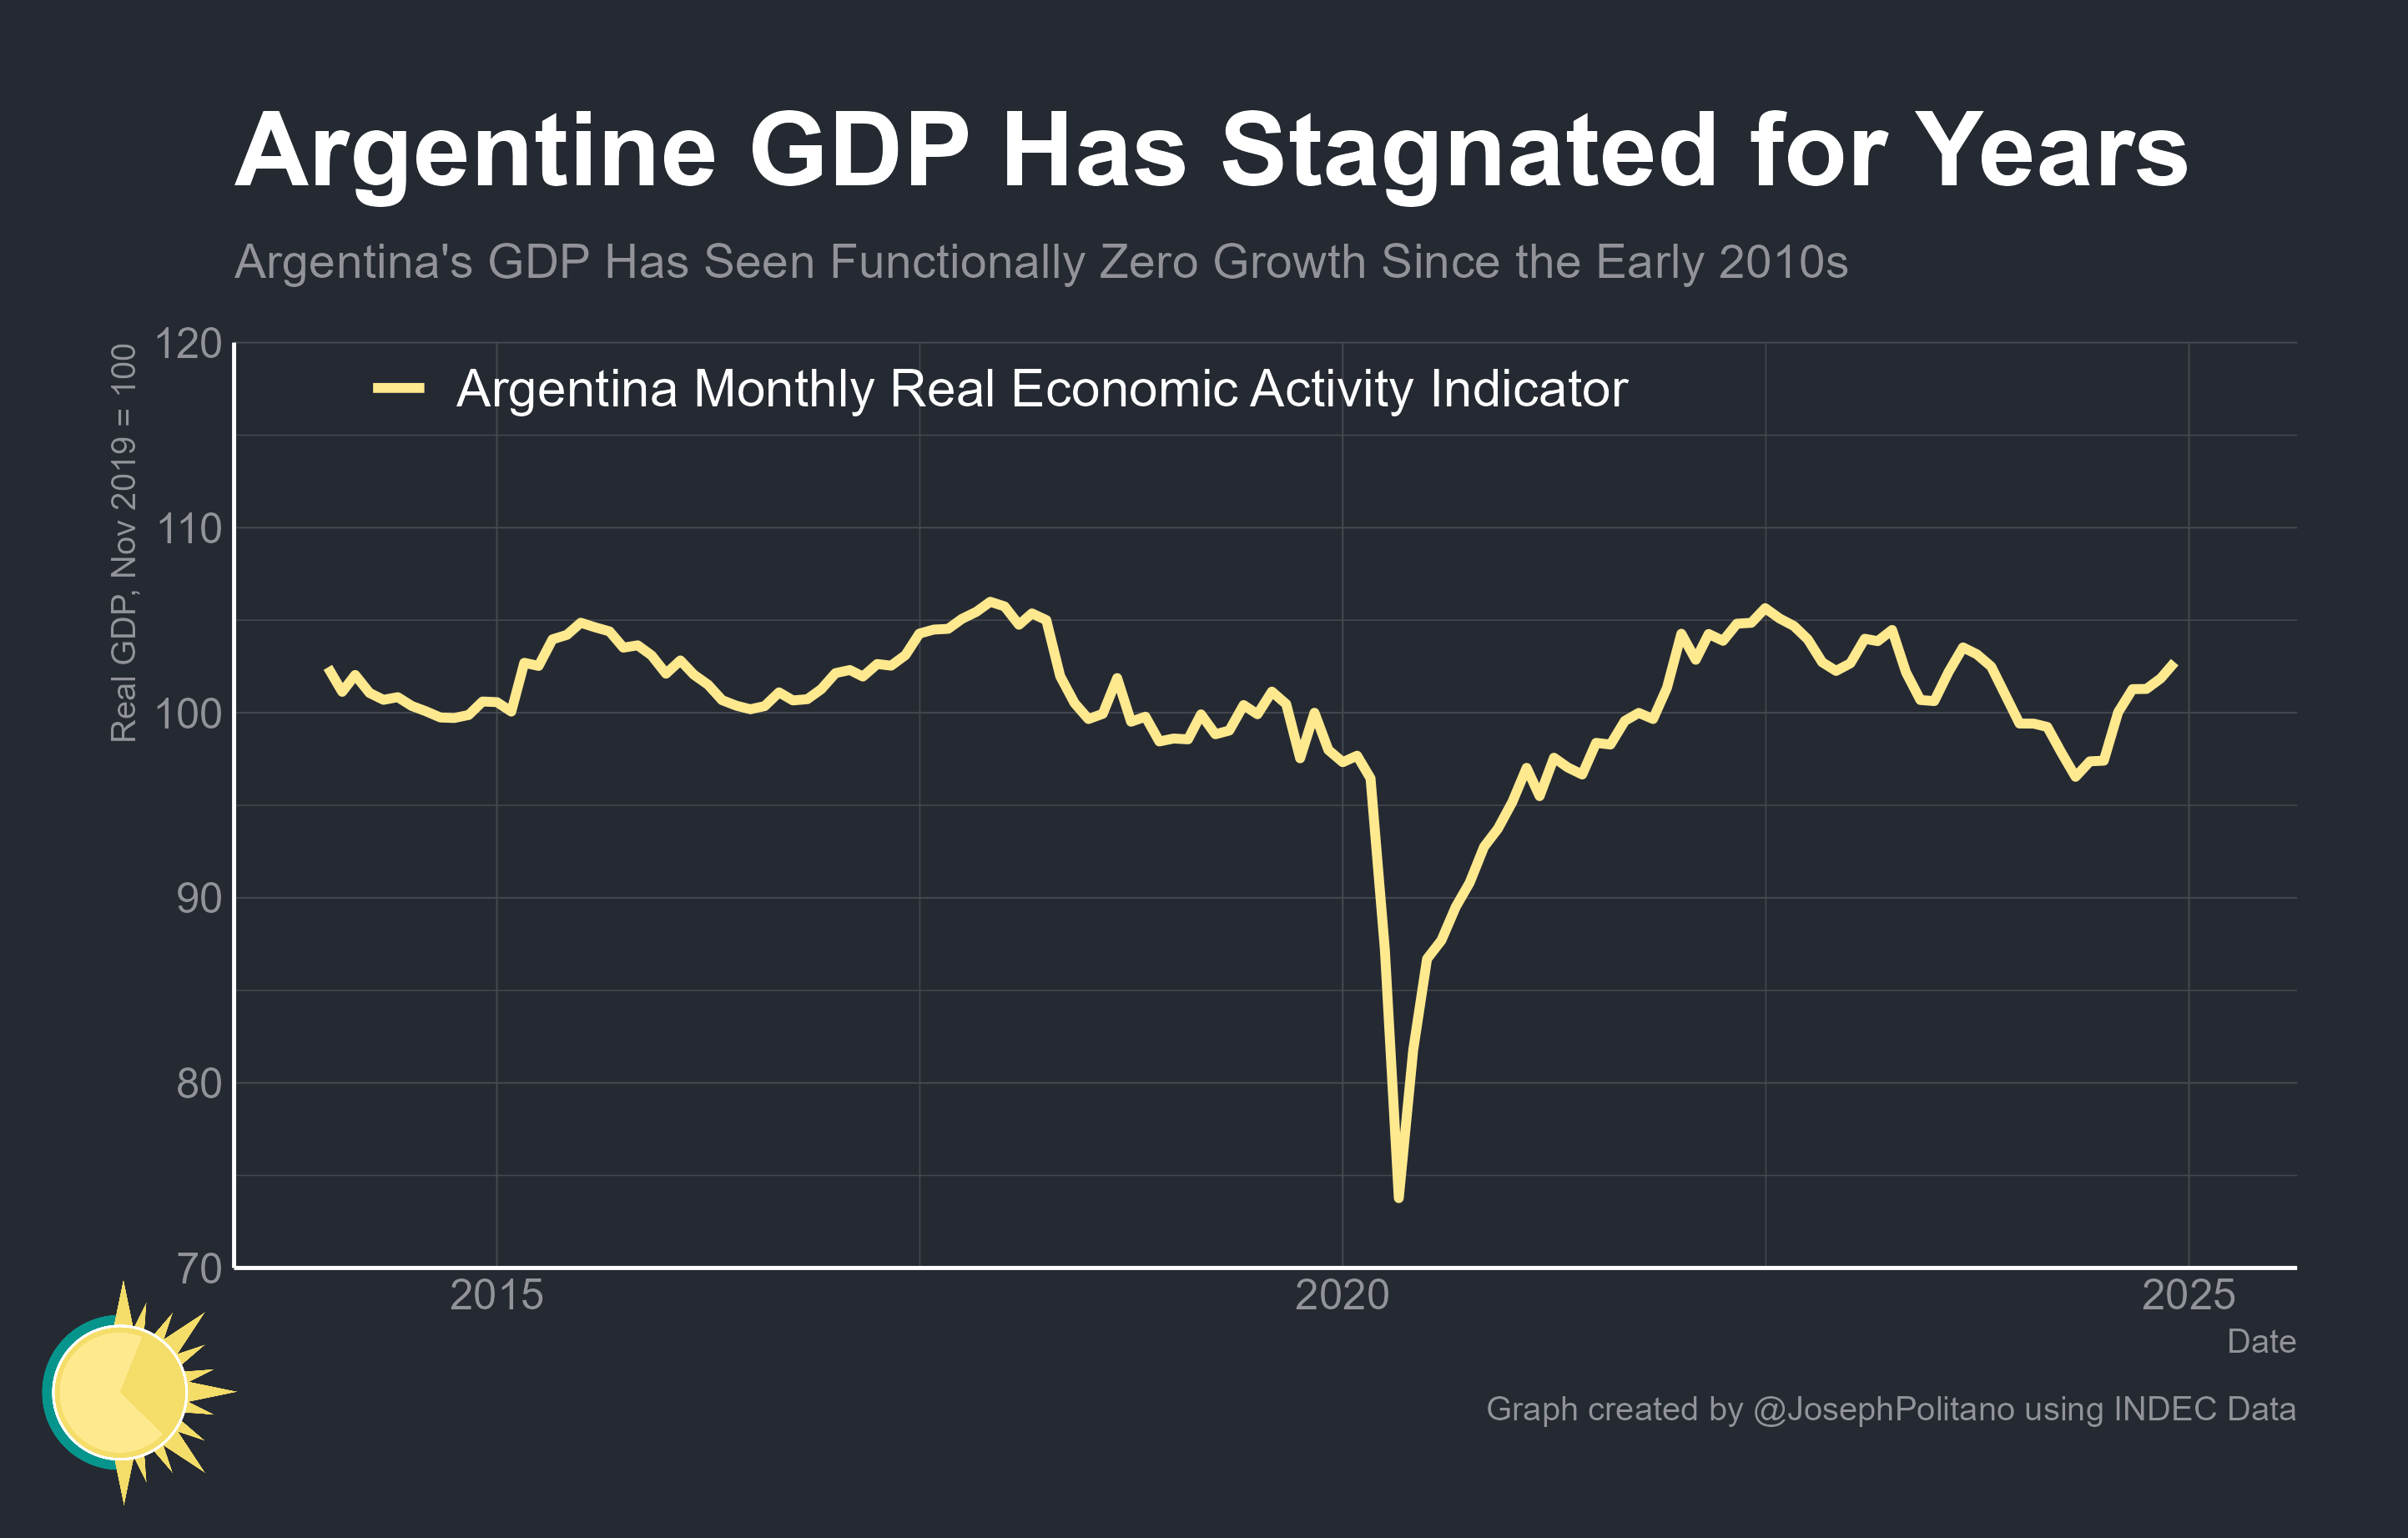 Argentine GDP Has Stagnated for Years
Argentina's GDP Has Seen Functionally Zero Growth Since the Early 2010s
Real GDP, Nov 2019 = 100
120
110
100
90
80
70
Argentina Monthly Real Economic Activity Indicator
2015
2020
2025
Date
Graph created by @JosephPolitano using INDEC Data